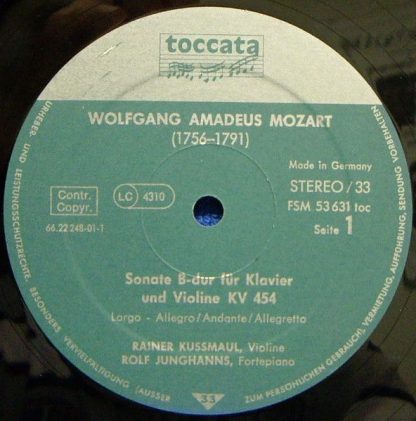 toccata
WOLFGANG AMADEUS MOZART
(1756–1791)
Made in Germany
Contr.
Copyr.
LC 4310
STEREO/33
FSM 53 631 toc
66.22 248-01-1
Seite 1
Sonate B-dur für Klavier
und Violine KV 454
Largo - Allegro/Andante/Allegretto
RAINER KUSSMAUL, Violine
ROLF JUNGHANNS, Fortepiano
33
URHEBER- UND LEISTUNGSSCHUTZRECHTE BESONDERS VERVIELFÄLTIGUNG (AUSSER ZUM PERSÖNLICHEN GEBRAUCH), VERMIETUNG, AUFFÜHRUNG, SENDUNG VORBEHALTEN